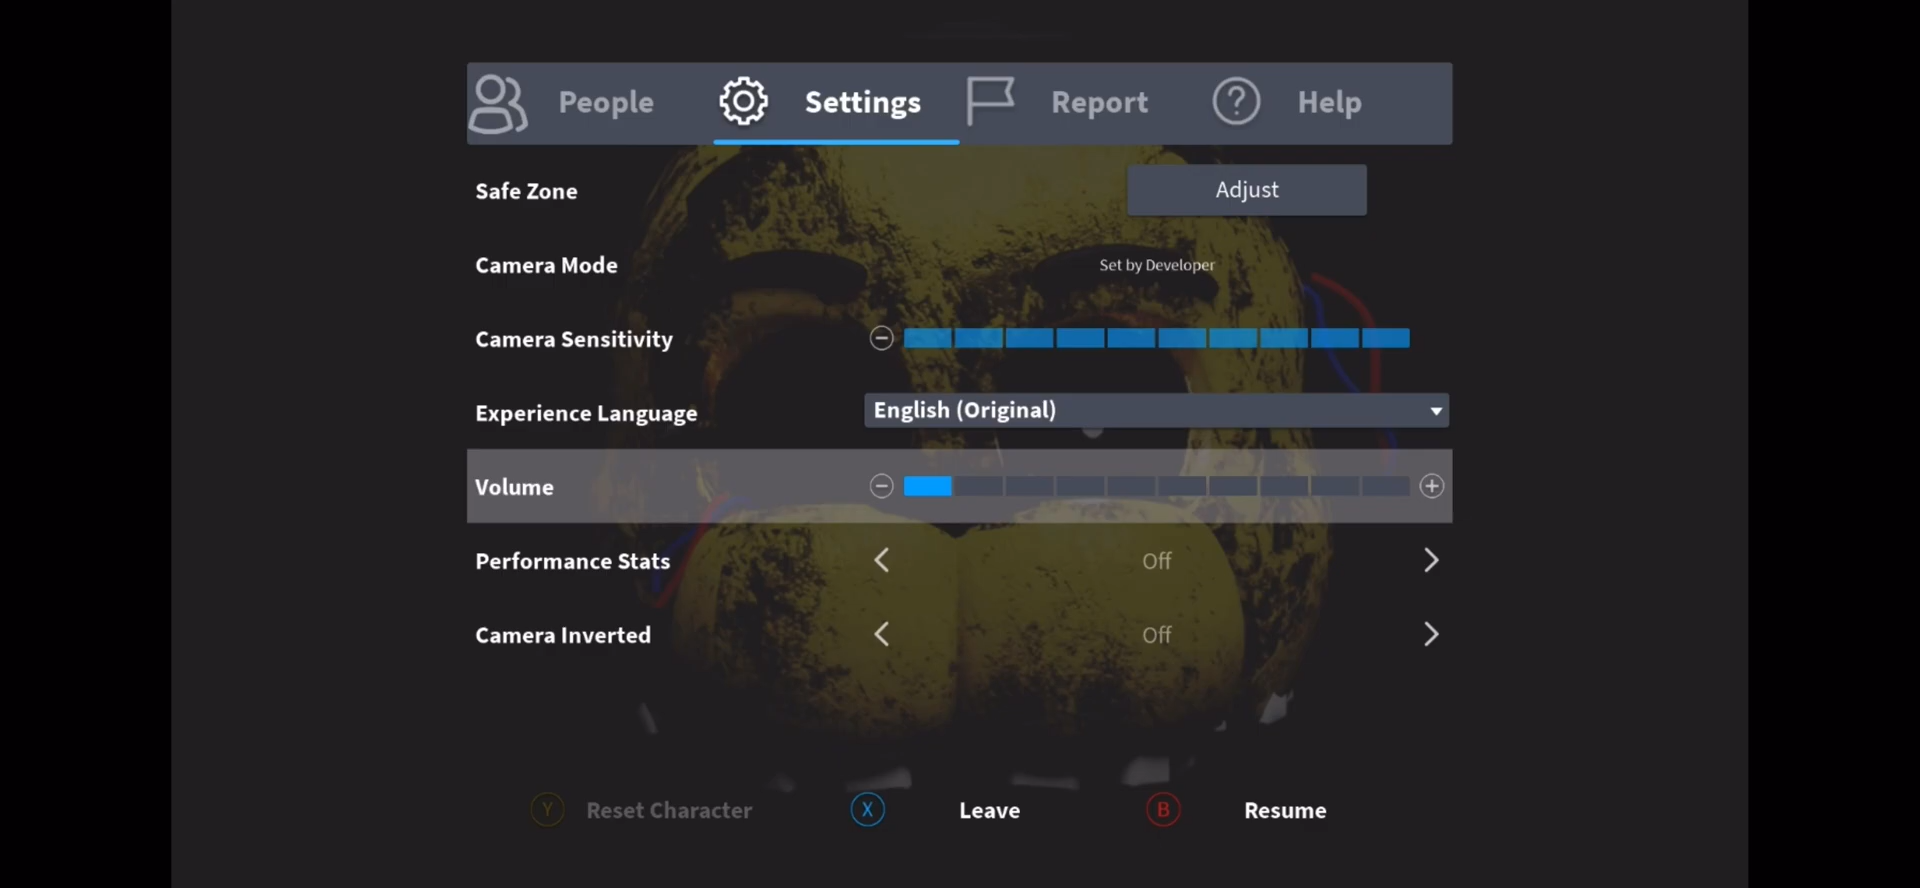 People Settings Report Help
Safe Zone Adjust
Camera Mode Set by Developer
Camera Sensitivity
Experience Language English (Original)
Volume
Performance Stats Off
Camera Inverted Off
Y Reset Character X Leave B Resume